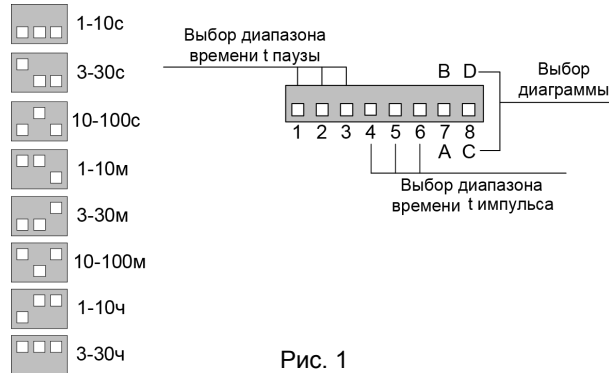 1-10с
3-30с
10-100с
1-10м
3-30м
10-100м
1-10ч
3-30ч
Выбор диапазона
времени t паузы
B D
1 2 3 4 5 6 7 8
A C
Выбор
диаграммы
Выбор диапазона
времени t импульса
Рис. 1